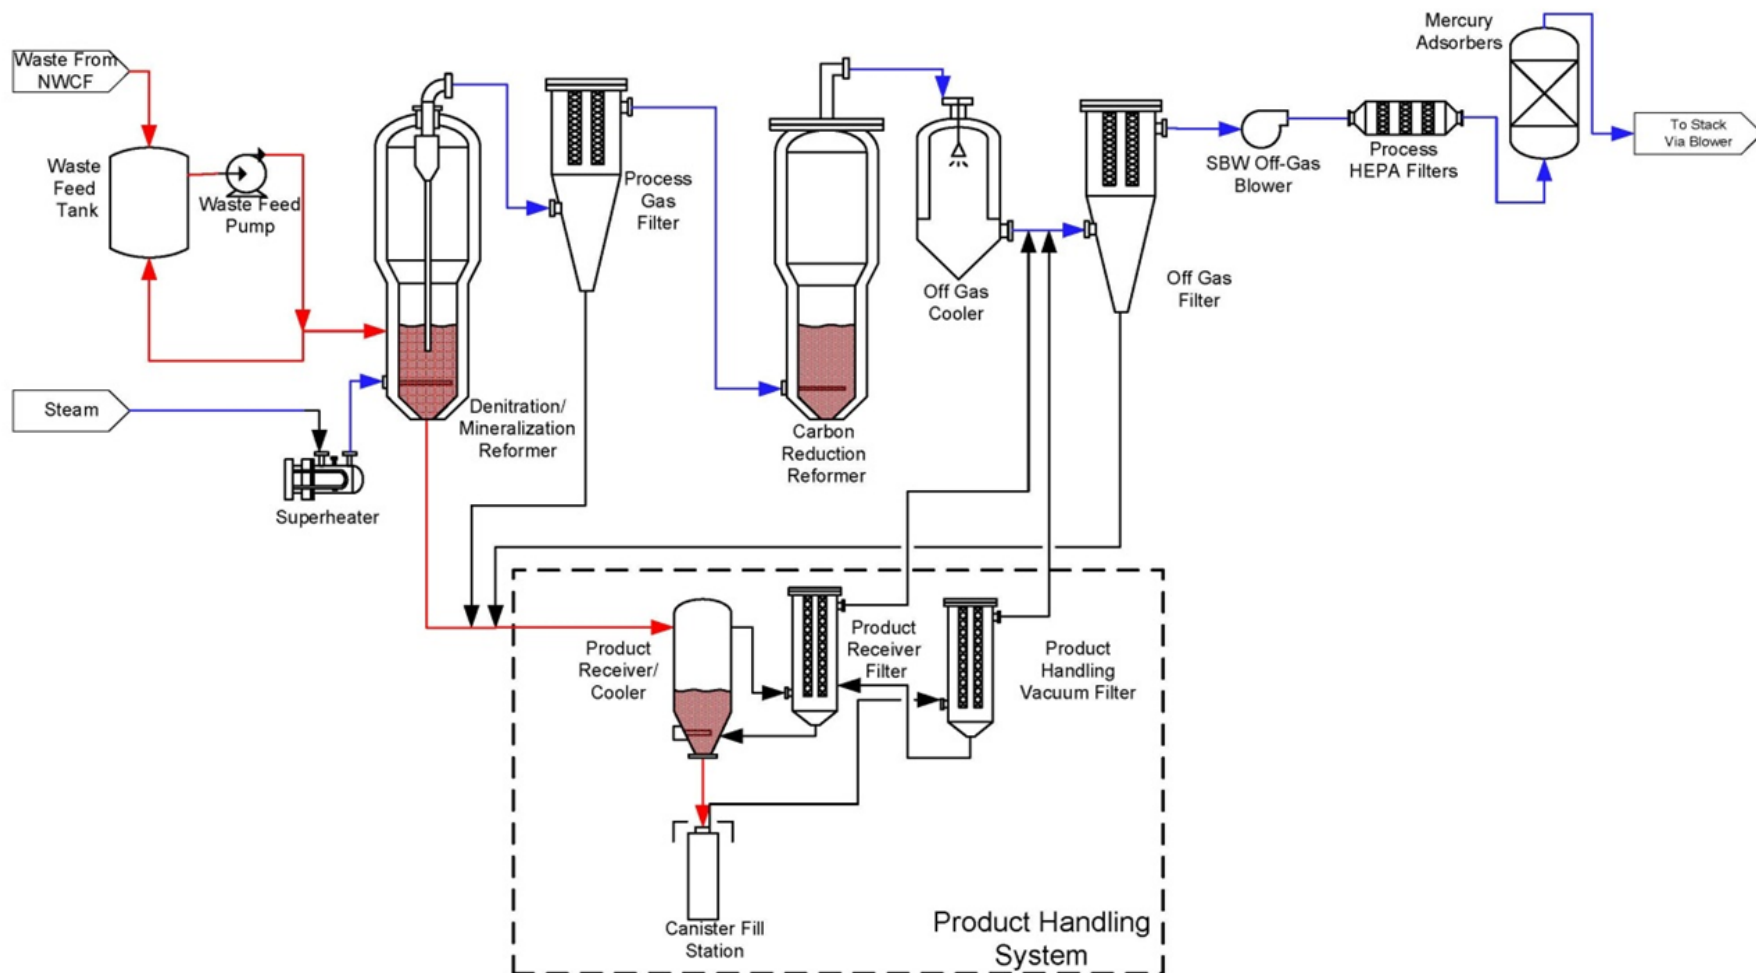 Waste From
NWCF
Waste
Feed
Tank
Waste Feed
Pump
Steam
Superheater
Denitration/
Mineralization
Reformer
Process
Gas
Filter
Carbon
Reduction
Reformer
Off Gas
Cooler
Off Gas
Filter
SBW Off-Gas
Blower
Process
HEPA Filters
Mercury
Adsorbers
To Stack
Via Blower
Product
Receiver/
Cooler
Product
Receiver
Filter
Product
Handling
Vacuum Filter
Canister Fill
Station
Product Handling
System